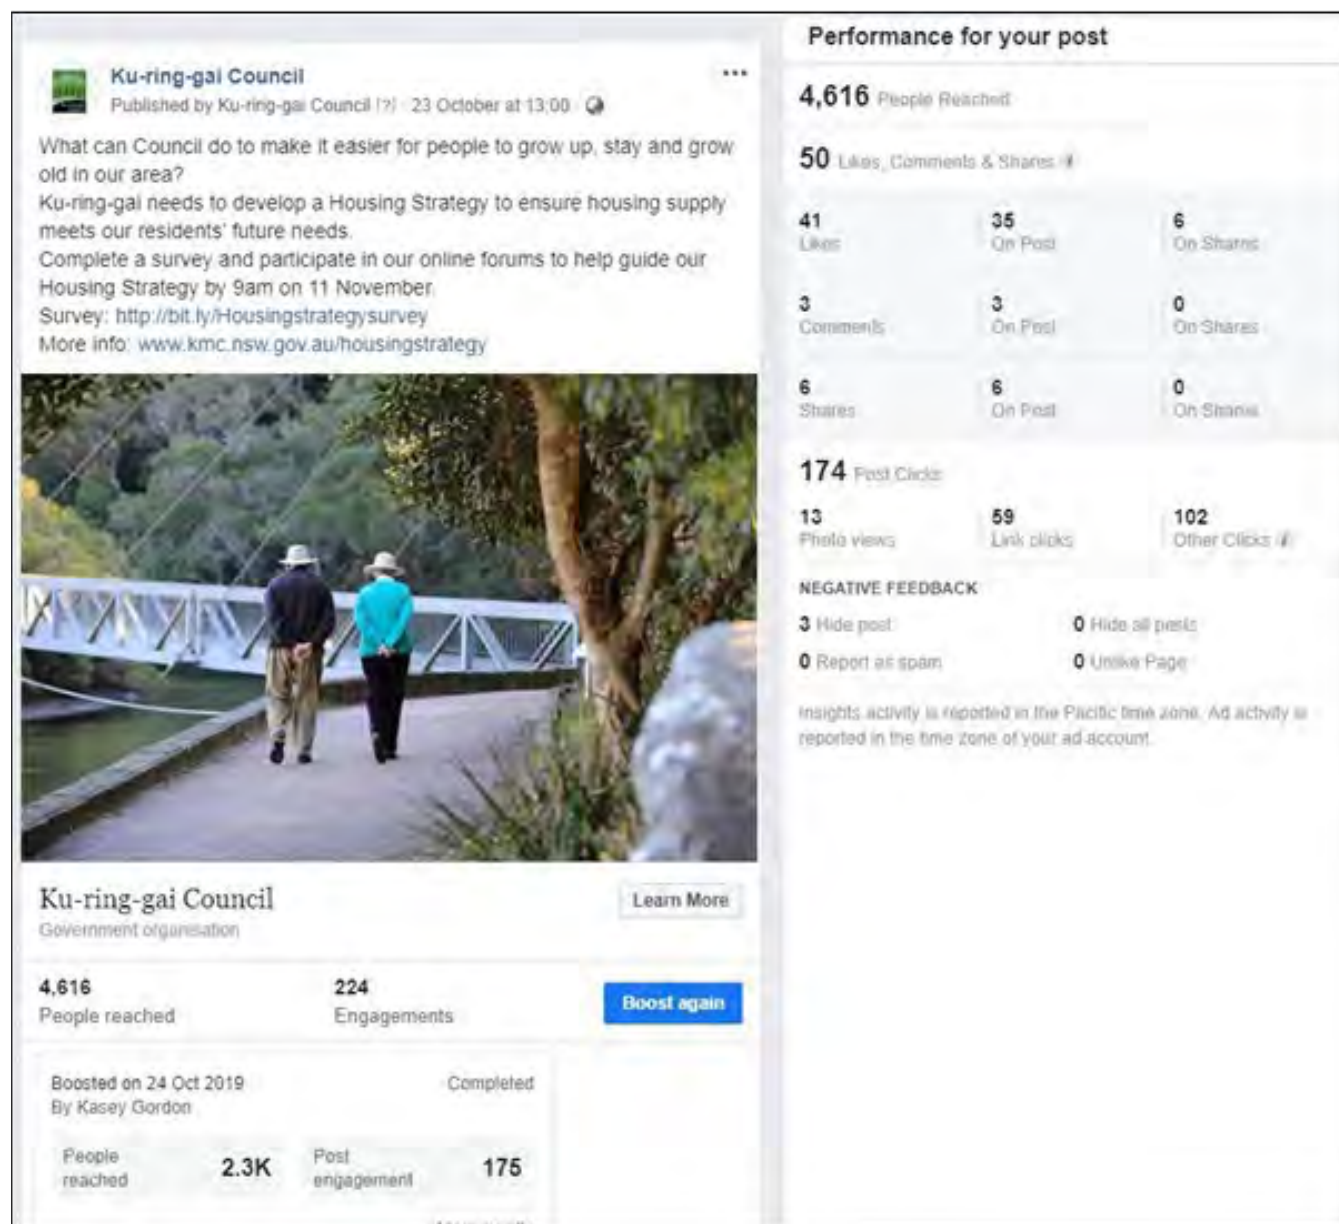 Ku-ring-gai Council
Published by Ku-ring-gai Council [?] · 23 October at 13:00 ·
What can Council do to make it easier for people to grow up, stay and grow
old in our area?
Ku-ring-gai needs to develop a Housing Strategy to ensure housing supply
meets our residents' future needs.
Complete a survey and participate in our online forums to help guide our
Housing Strategy by 9am on 11 November.
Survey: http://bit.ly/Housingstrategysurvey
More info: www.kmc.nsw.gov.au/housingstrategy
Ku-ring-gai Council
Learn More
Government organisation
4,616
People reached
224
Engagements
Boost again
Boosted on 24 Oct 2019
Completed
By Kasey Gordon
People
reached
2.3K
Post
engagement
175
Performance for your post
4,616 People Reached
50 Likes, Comments & Shares
41
Likes
35
On Post
6
On Shares
3
Comments
3
On Post
0
On Shares
6
Shares
6
On Post
0
On Shares
174 Post Clicks
13
Photo views
59
Link clicks
102
Other Clicks
NEGATIVE FEEDBACK
3 Hide post
0 Hide all posts
0 Report as spam
0 Unlike Page
Insights activity is reported in the Pacific time zone. Ad activity is
reported in the time zone of your ad account.